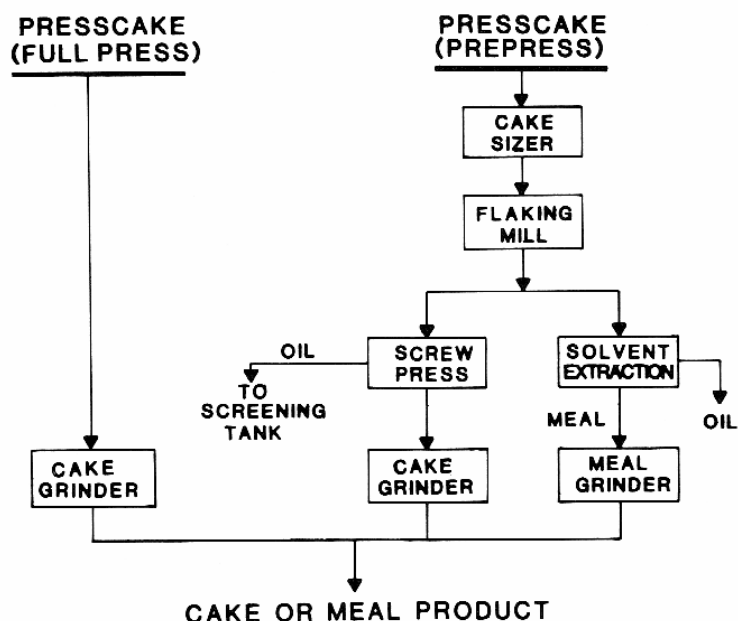 PRESSCAKE
(FULL PRESS)
PRESSCAKE
(PREPRESS)
CAKE
SIZER
FLAKING
MILL
OIL
TO
SCREENING
TANK
SCREW
PRESS
SOLVENT
EXTRACTION
MEAL
OIL
CAKE
GRINDER
CAKE
GRINDER
MEAL
GRINDER
CAKE OR MEAL PRODUCT